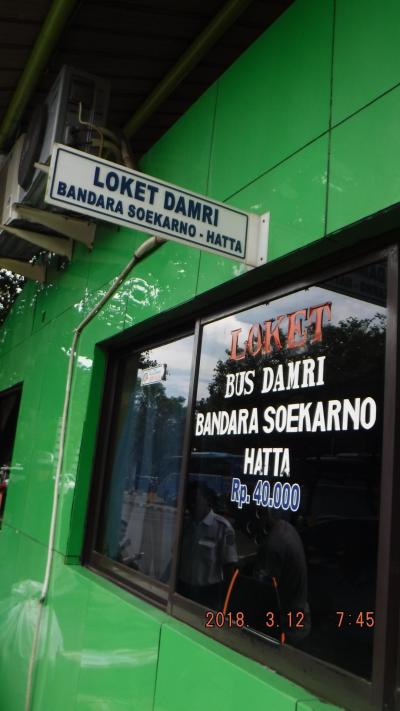 LOKET DAMRI
BANDARA SOEKARNO - HATTA
LOKET
BUS DAMRI
BANDARA SOEKARNO
HATTA
Rp. 40.000
2018. 3.12 7:45